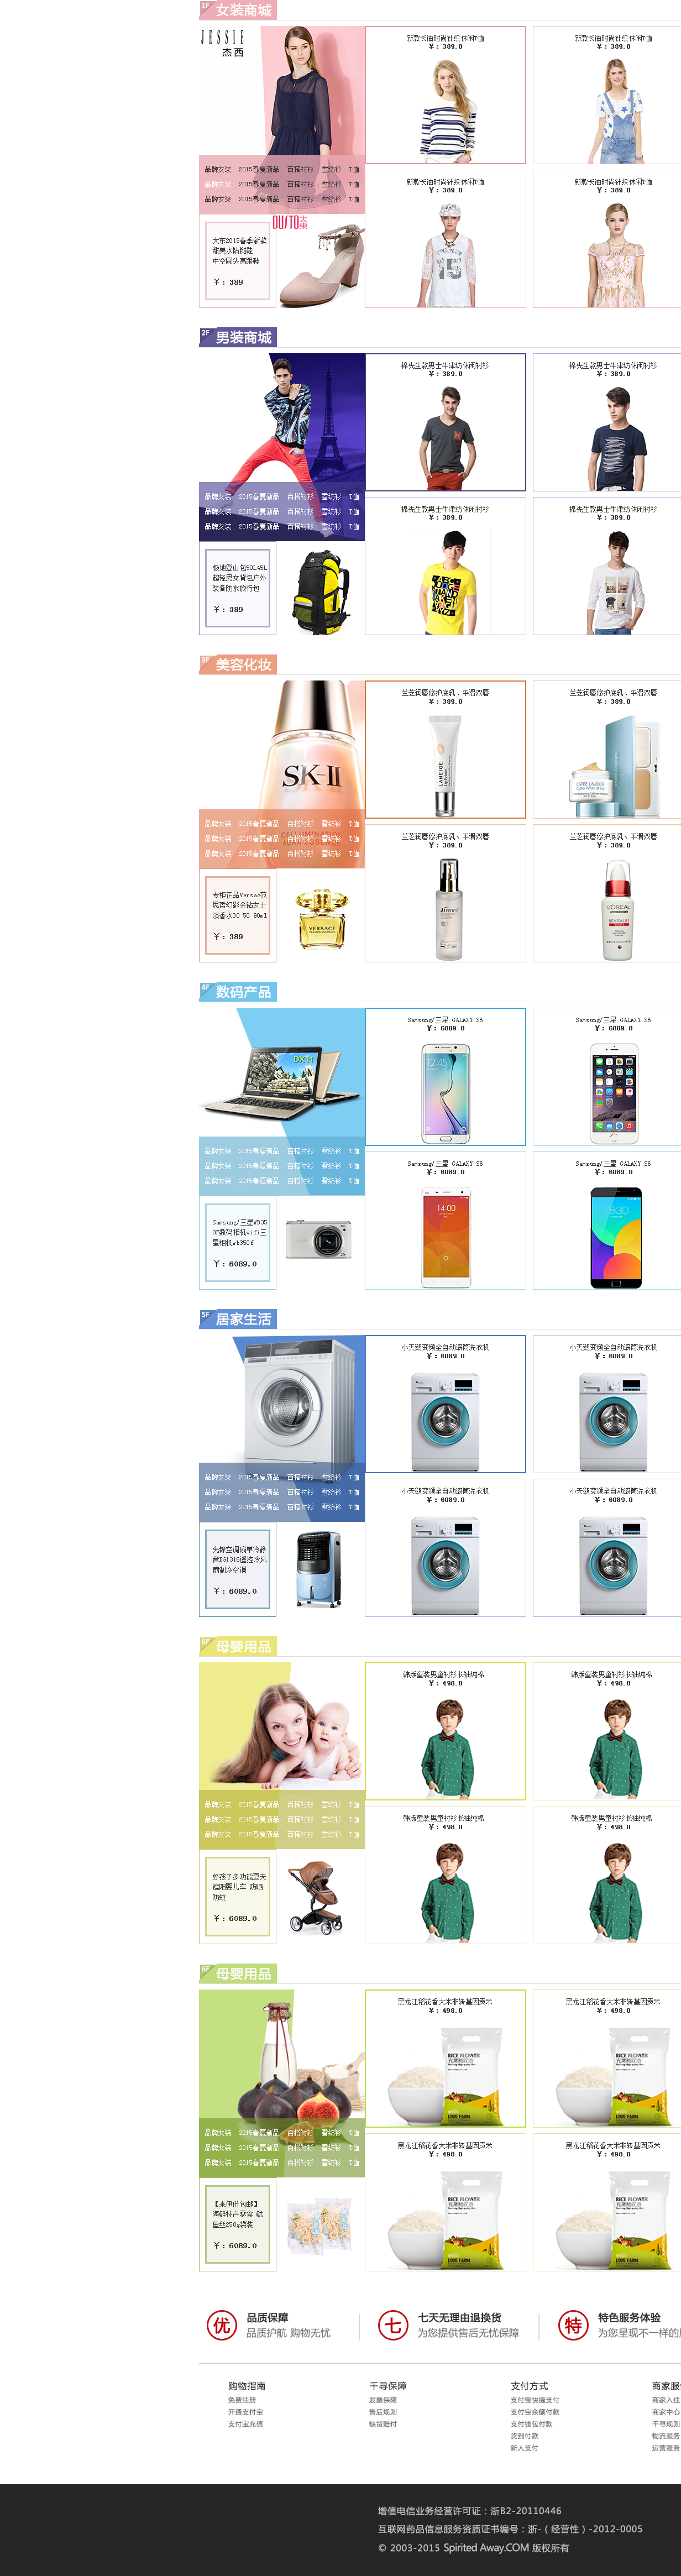 1F 女装商城
JESSIE
杰西
新款长袖时尚针织休闲T恤
¥: 389.0
新款长袖时尚针织休闲T恤
¥: 389.0
品牌女装 2015春夏新品 百搭衬衫 雪纺衫 T恤
品牌女装 2015春夏新品 百搭衬衫 雪纺衫 T恤
品牌女装 2015春夏新品 百搭衬衫 雪纺衫 T恤
新款长袖时尚针织休闲T恤
¥: 389.0
新款长袖时尚针织休闲T恤
¥: 389.0
大东2015春季新款
甜美水钻刨鞋
中空圆头高跟鞋
¥: 389
2F 男装商城
锦先生款男士牛津纺休闲衬衫
¥: 389.0
锦先生款男士牛津纺休闲衬衫
¥: 389.0
品牌女装 2015春夏新品 百搭衬衫 雪纺衫 T恤
品牌女装 2015春夏新品 百搭衬衫 雪纺衫 T恤
品牌女装 2015春夏新品 百搭衬衫 雪纺衫 T恤
锦先生款男士牛津纺休闲衬衫
¥: 389.0
锦先生款男士牛津纺休闲衬衫
¥: 389.0
极地登山包50L45L
超轻男女背包户外
装备防水旅行包
¥: 389
3F 美容化妆
SK-II
兰芝润唇修护底乳、平滑双唇
¥: 389.0
LANEIGE
兰芝润唇修护底乳、平滑双唇
¥: 389.0
ESTEE LAUDER
品牌女装 2015春夏新品 百搭衬衫 雪纺衫 T恤
品牌女装 2015春夏新品 百搭衬衫 雪纺衫 T恤
品牌女装 2015春夏新品 百搭衬衫 雪纺衫 T恤
兰芝润唇修护底乳、平滑双唇
¥: 389.0
兰芝润唇修护底乳、平滑双唇
¥: 389.0
L'OREAL
REVITALIFT
专柜正品Versac范
思哲幻影金钻女士
淡香水30 50 90ml
¥: 389
VERSACE
4F 数码产品
DX11
Samsung/三星 GALAXY S6
¥: 6089.0
12:45
Samsung/三星 GALAXY S6
¥: 6089.0
品牌女装 2015春夏新品 百搭衬衫 雪纺衫 T恤
品牌女装 2015春夏新品 百搭衬衫 雪纺衫 T恤
品牌女装 2015春夏新品 百搭衬衫 雪纺衫 T恤
Samsung/三星 GALAXY S6
¥: 6089.0
14:00
Samsung/三星 GALAXY S6
¥: 6089.0
18:30
Samsung/三星WB35
0F数码相机wifi三
星相机wb350f
¥: 6089.0
5F 居家生活
小天鹅变频全自动滚筒洗衣机
¥: 6089.0
小天鹅变频全自动滚筒洗衣机
¥: 6089.0
品牌女装 2015春夏新品 百搭衬衫 雪纺衫 T恤
品牌女装 2015春夏新品 百搭衬衫 雪纺衫 T恤
品牌女装 2015春夏新品 百搭衬衫 雪纺衫 T恤
小天鹅变频全自动滚筒洗衣机
¥: 6089.0
小天鹅变频全自动滚筒洗衣机
¥: 6089.0
先锋空调扇单冷静
音DG1318遥控冷风
扇制冷空调
¥: 6089.0
6F 母婴用品
韩版童装男童衬衫长袖纯棉
¥: 498.0
韩版童装男童衬衫长袖纯棉
¥: 498.0
品牌女装 2015春夏新品 百搭衬衫 雪纺衫 T恤
品牌女装 2015春夏新品 百搭衬衫 雪纺衫 T恤
品牌女装 2015春夏新品 百搭衬衫 雪纺衫 T恤
韩版童装男童衬衫长袖纯棉
¥: 498.0
韩版童装男童衬衫长袖纯棉
¥: 498.0
好孩子多功能夏天
遮阳婴儿车 防晒
防蚊
¥: 6089.0
6F 母婴用品
黑龙江稻花香大米非转基因贡米
¥: 498.0
RICE FLOWER
LOVE FARM
黑龙江稻花香大米非转基因贡米
¥: 498.0
RICE FLOWER
LOVE FARM
品牌女装 2015春夏新品 百搭衬衫 雪纺衫 T恤
品牌女装 2015春夏新品 百搭衬衫 雪纺衫 T恤
品牌女装 2015春夏新品 百搭衬衫 雪纺衫 T恤
黑龙江稻花香大米非转基因贡米
¥: 498.0
RICE FLOWER
LOVE FARM
黑龙江稻花香大米非转基因贡米
¥: 498.0
RICE FLOWER
LOVE FARM
【来伊份包邮】
海鲜特产零食 鱿
鱼丝250g袋装
¥: 6089.0
优 品质保障
品质护航 购物无忧
七 七天无理由退换货
为您提供售后无忧保障
特 特色服务体验
为您呈现不一样的
购物指南 千寻保障 支付方式 商家服
免费注册 发票保障 支付宝快捷支付 商家入住
开通支付宝 售后规则 支付宝余额付款 商家中心
支付宝充值 缺货赔付 支付钱包付款 千寻规则
货到付款 物流服务
新人支付 运营服务
增值电信业务经营许可证：浙B2-20110446
互联网药品信息服务资质证书编号：浙-（经营性）-2012-0005
© 2003-2015 Spirited Away.COM 版权所有